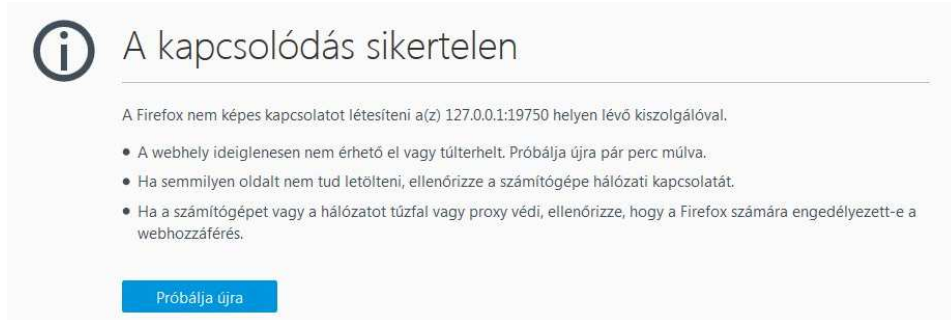 A kapcsolódás sikertelen
A Firefox nem képes kapcsolatot létesíteni a(z) 127.0.0.1:19750 helyen lévő kiszolgálóval.
• A webhely ideiglenesen nem érhető el vagy túlterhelt. Próbálja újra pár perc múlva.
• Ha semmilyen oldalt nem tud letölteni, ellenőrizze a számítógépe hálózati kapcsolatát.
• Ha a számítógépet vagy a hálózatot tűzfal vagy proxy védi, ellenőrizze, hogy a Firefox számára engedélyezett-e a
webhozzáférés.
Próbálja újra